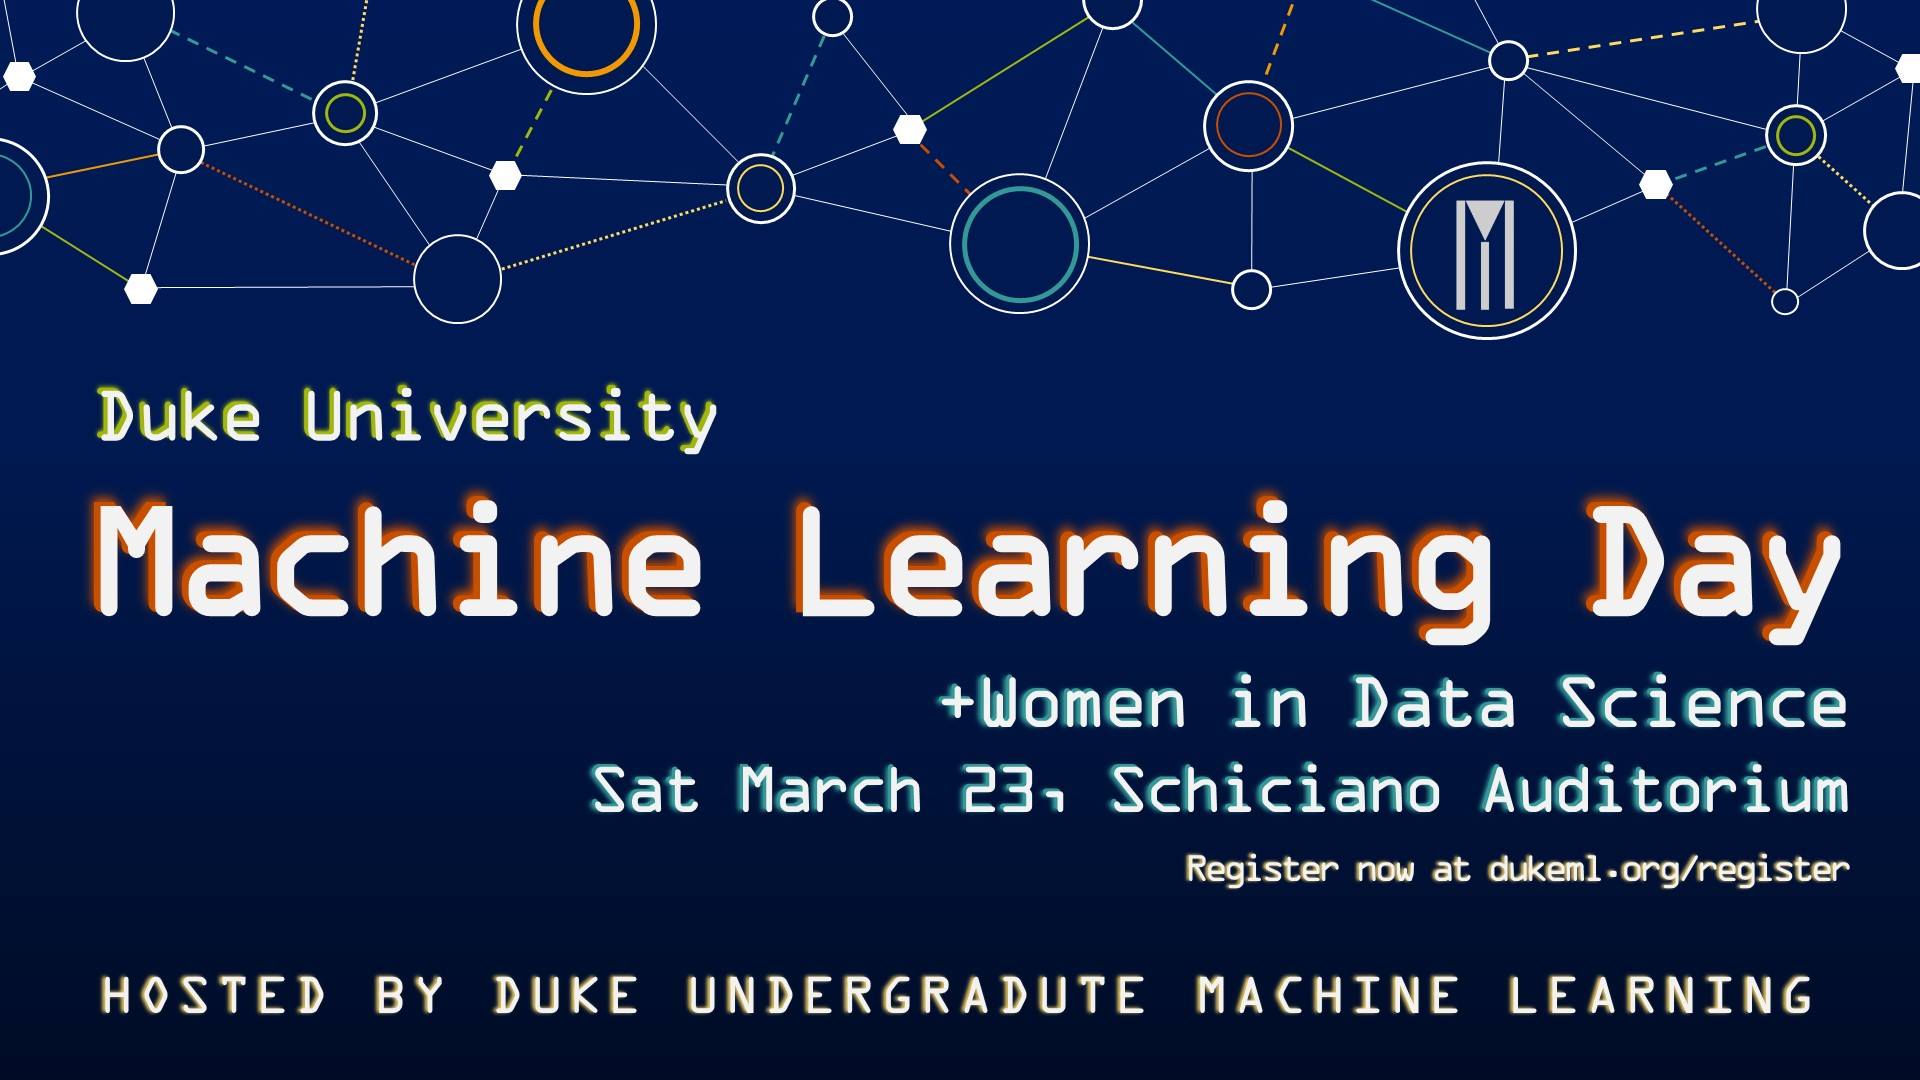 Duke University
Machine Learning Day
+Women in Data Science
Sat March 23, Schiciano Auditorium
Register now at dukeml.org/register
HOSTED BY DUKE UNDERGRADUTE MACHINE LEARNING